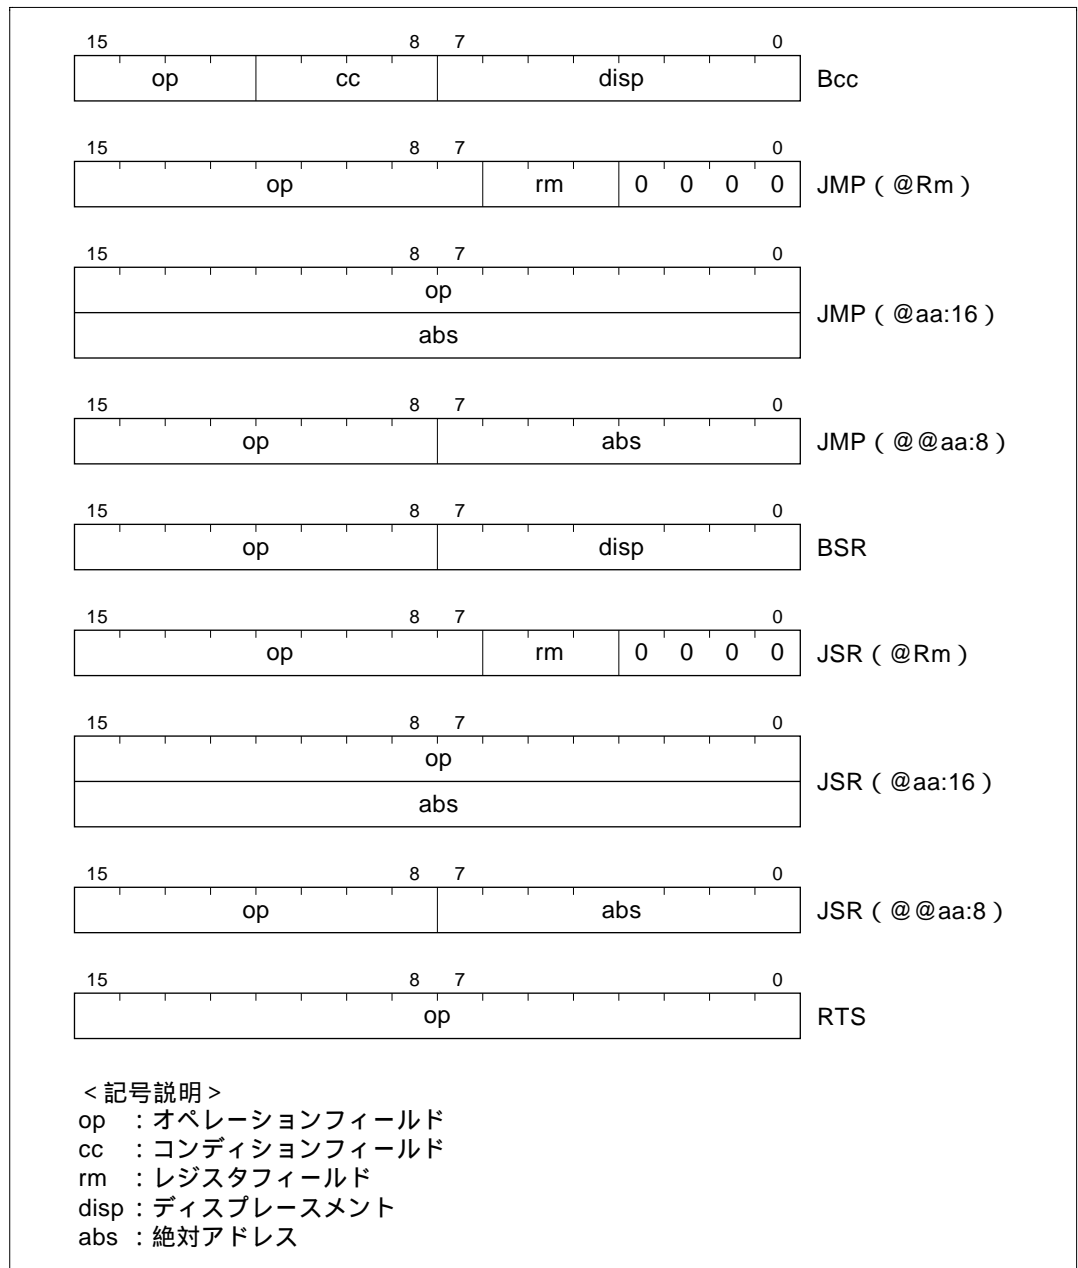 15 8 7 0
op cc disp Bcc
15 8 7 0
op rm 0 0 0 0 JMP（@Rm）
15 8 7 0
op
abs
JMP（@aa:16）
15 8 7 0
op abs JMP（@@aa:8）
15 8 7 0
op disp BSR
15 8 7 0
op rm 0 0 0 0 JSR（@Rm）
15 8 7 0
op
abs
JSR（@aa:16）
15 8 7 0
op abs JSR（@@aa:8）
15 8 7 0
op RTS
＜記号説明＞
op ：オペレーションフィールド
cc ：コンディションフィールド
rm ：レジスタフィールド
disp：ディスプレースメント
abs ：絶対アドレス